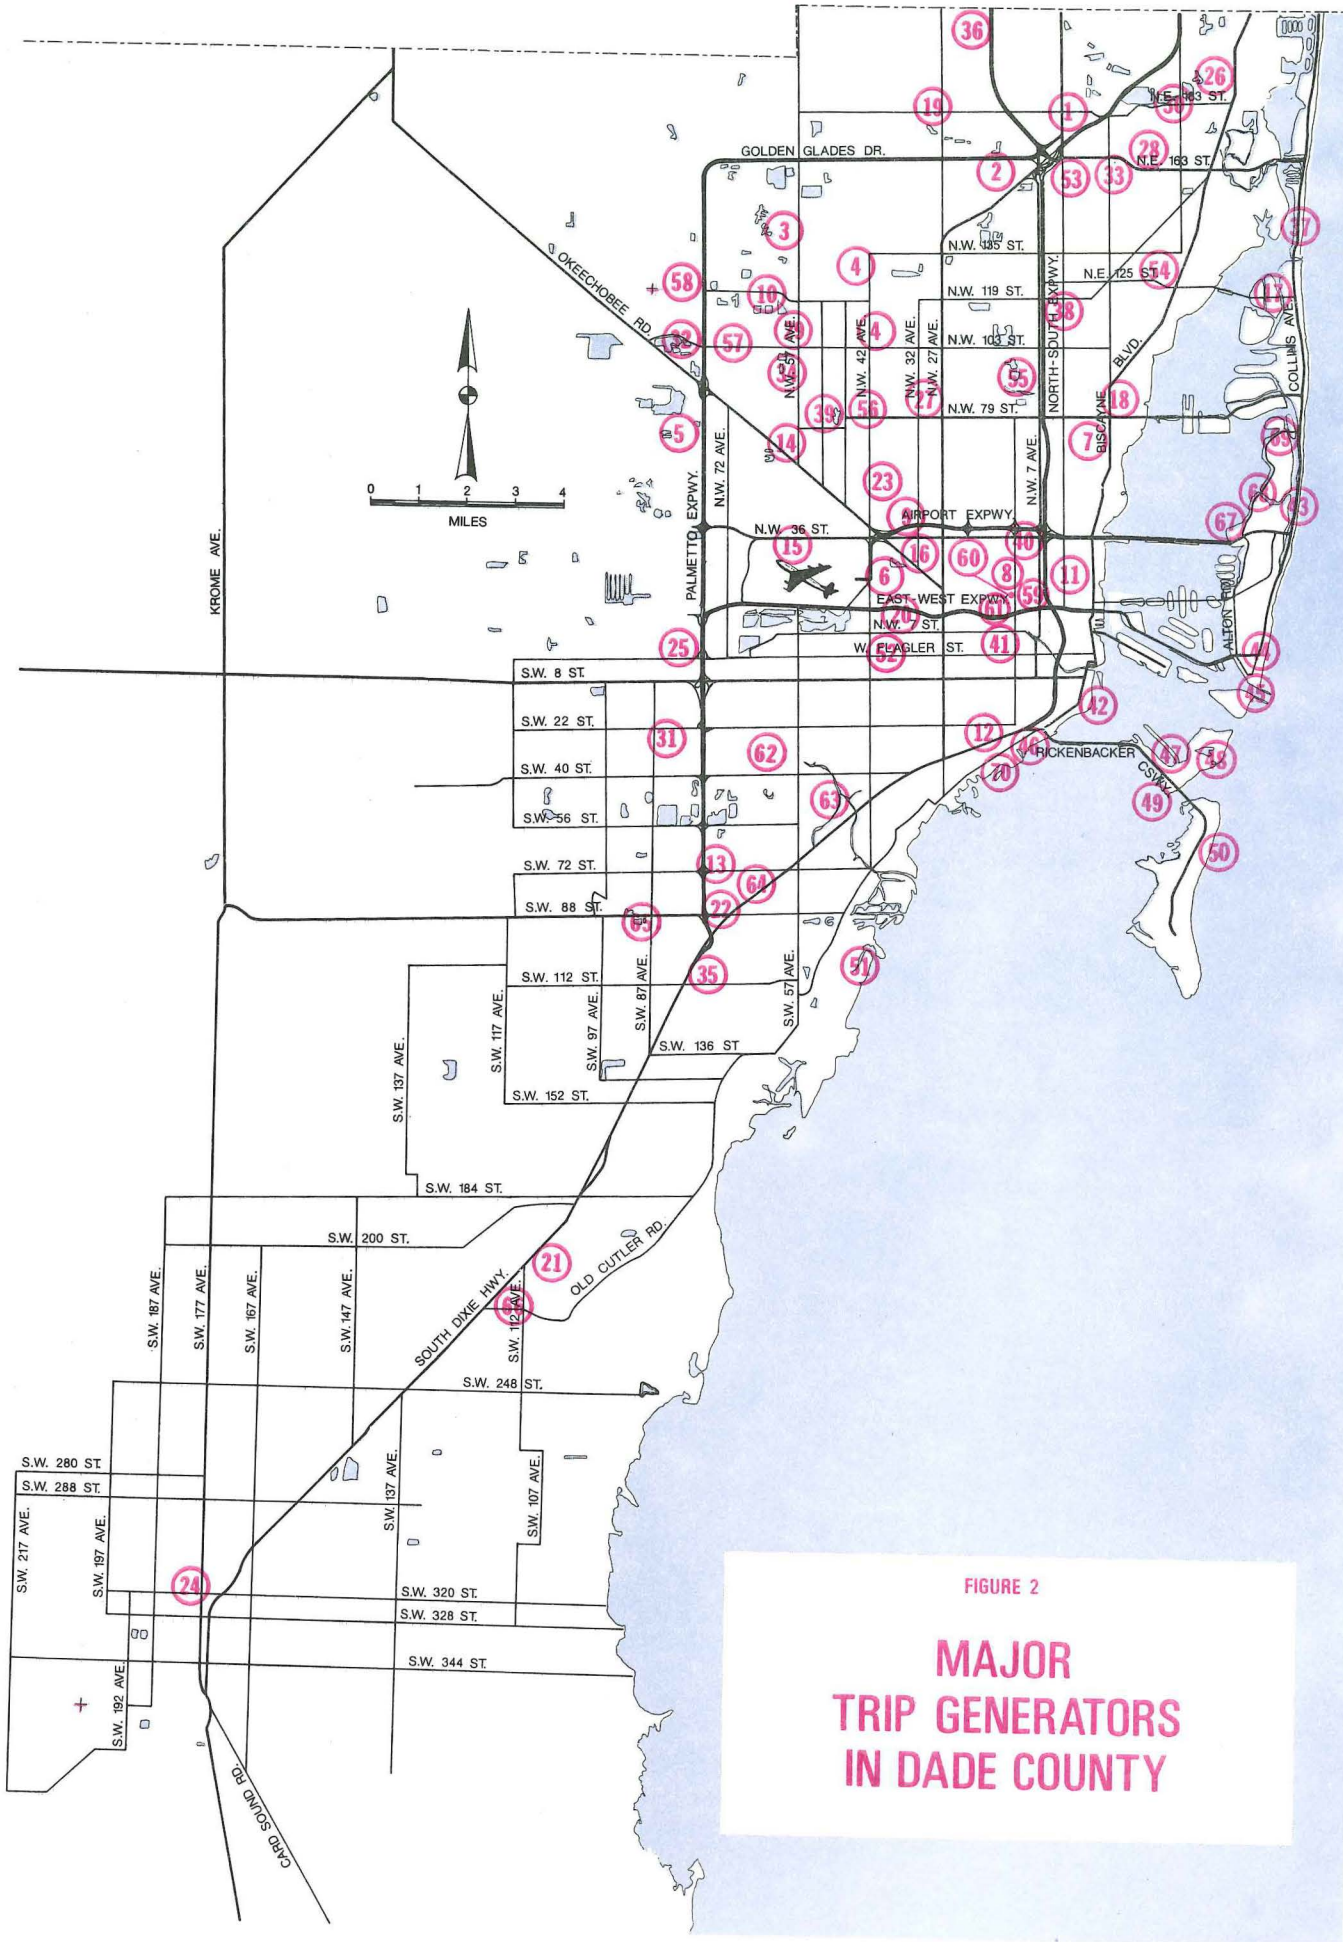 36
26
19
1
30
N.E. 183 ST.
GOLDEN GLADES DR.
28
N.E. 163 ST.
2
53
33
3
37
N.W. 135 ST.
4
OKEECHOBEE RD.
58
10
N.E. 125 ST.
54
17
N.W. 119 ST.
38
32
57
N.W. 57 AVE.
4
N.W. 42 AVE.
N.W. 103 ST.
N.W. 32 AVE.
N.W. 27 AVE.
NORTH-SOUTH EXPWY.
BLVD.
COLLINS AVE.
34
55
39
56
27
N.W. 79 ST.
18
BISCAYNE
5
14
7
69
0 1 2 3 4
MILES
N.W. 72 AVE.
23
N.W. 7 AVE.
9
AIRPORT EXPWY.
67
43
PALMETTO EXPWY.
N.W. 36 ST.
15
16
60
40
KROME AVE.
6
8
11
59
EAST-WEST EXPWY.
61
20
N.W. 7 ST.
ALTON RD.
25
W. FLAGLER ST.
52
41
44
S.W. 8 ST.
45
42
S.W. 22 ST.
31
12
46
62
RICKENBACKER
CSWY.
47
48
S.W. 40 ST.
70
63
49
S.W. 56 ST.
50
S.W. 72 ST.
13
64
S.W. 88 ST.
22
65
35
51
S.W. 112 ST.
S.W. 117 AVE.
S.W. 97 AVE.
S.W. 87 AVE.
S.W. 57 AVE.
S.W. 136 ST
S.W. 137 AVE.
S.W. 152 ST.
S.W. 184 ST.
S.W. 200 ST.
21
OLD CUTLER RD.
S.W. 187 AVE.
S.W. 177 AVE.
S.W. 167 AVE.
S.W. 147 AVE.
SOUTH DIXIE HWY.
S.W. 112 AVE.
S.W. 248 ST.
S.W. 280 ST.
S.W. 288 ST.
S.W. 217 AVE.
S.W. 197 AVE.
S.W. 137 AVE.
S.W. 107 AVE.
24
S.W. 320 ST.
S.W. 328 ST.
S.W. 344 ST.
S.W. 192 AVE.
CARD SOUND RD.
FIGURE 2
MAJOR
TRIP GENERATORS
IN DADE COUNTY